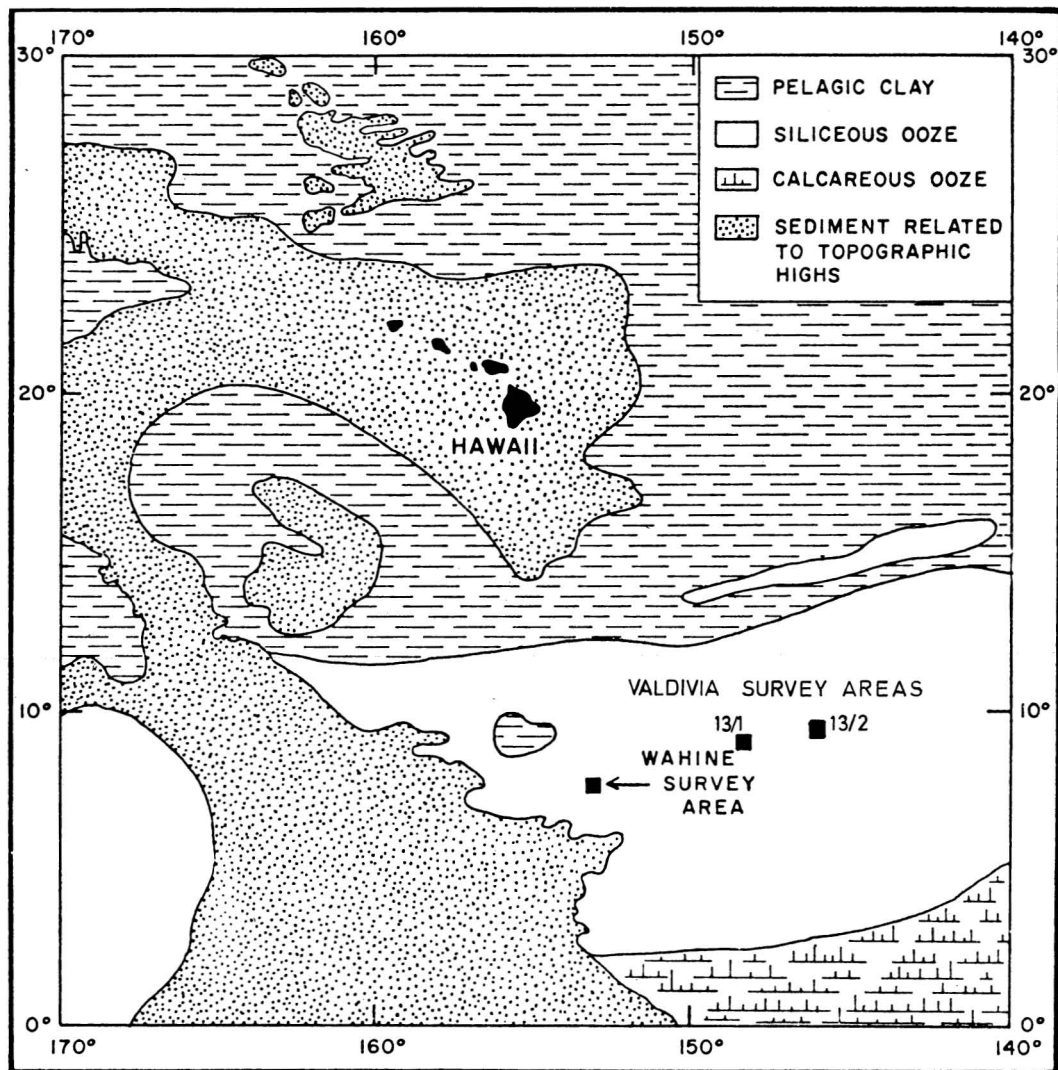 170°
160°
150°
140°
30°
30°
PELAGIC CLAY
SILICEOUS OOZE
CALCAREOUS OOZE
SEDIMENT RELATED
TO TOPOGRAPHIC
HIGHS
20°
20°
HAWAII
VALDIVIA SURVEY AREAS
10°
10°
13/1
13/2
WAHINE
SURVEY
AREA
0°
0°
170°
160°
150°
140°